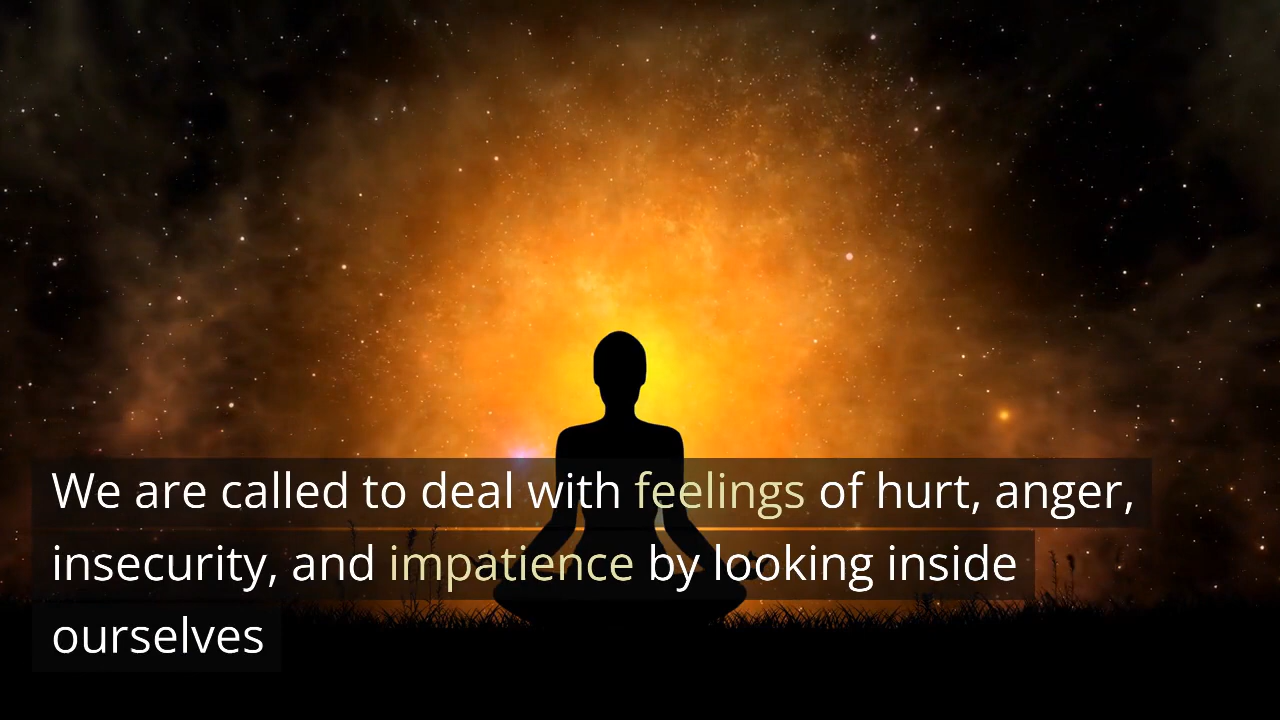 We are called to deal with feelings of hurt, anger,
insecurity, and impatience by looking inside
ourselves